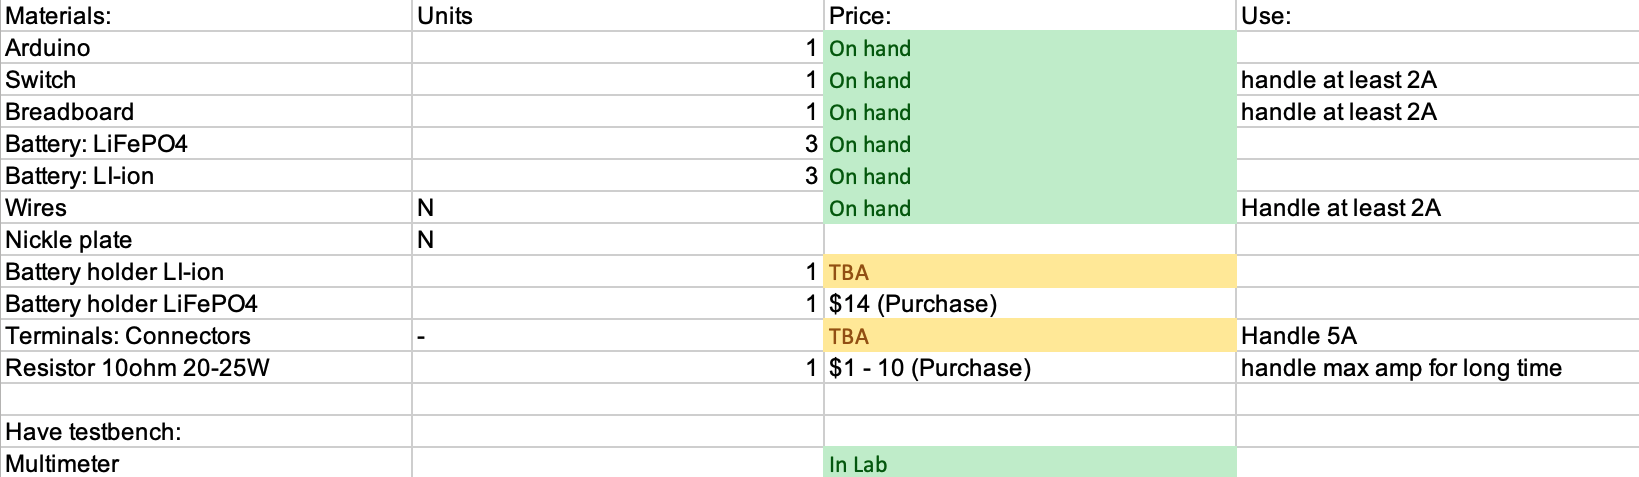 Materials: Units Price: Use:
Arduino 1 On hand
Switch 1 On hand handle at least 2A
Breadboard 1 On hand handle at least 2A
Battery: LiFePO4 3 On hand
Battery: LI-ion 3 On hand
Wires N On hand Handle at least 2A
Nickle plate N
Battery holder LI-ion 1 TBA
Battery holder LiFePO4 1 $14 (Purchase)
Terminals: Connectors - TBA Handle 5A
Resistor 10ohm 20-25W 1 $1 - 10 (Purchase) handle max amp for long time
Have testbench:
Multimeter In Lab